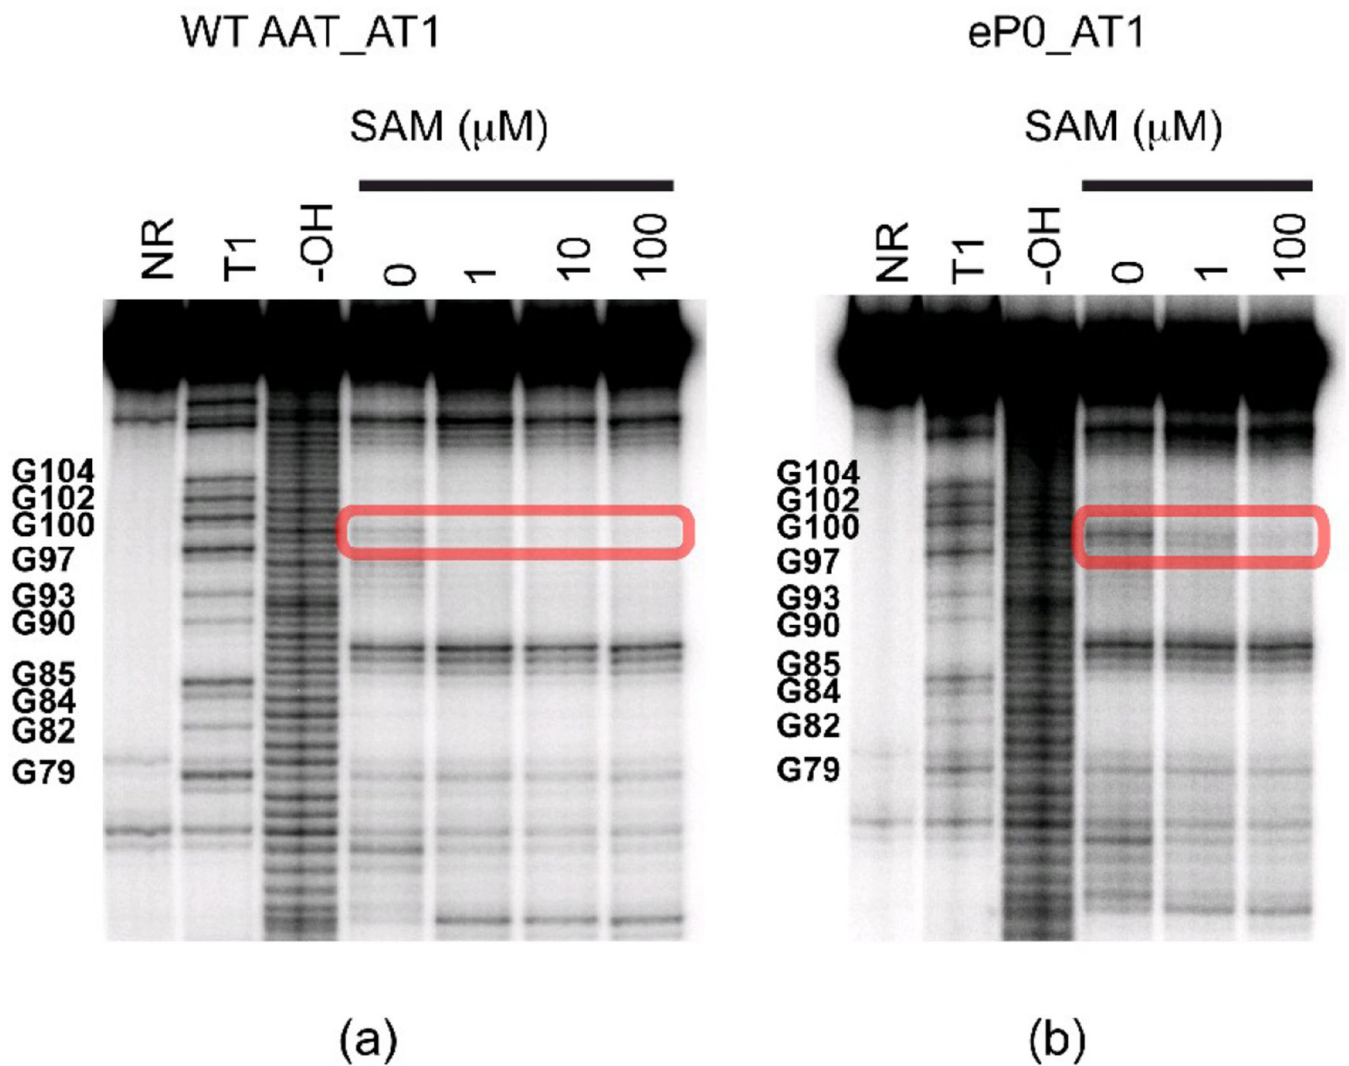 WT AAT_AT1
SAM (μM)
NR
T1
-OH
0
1
10
100
G104
G102
G100
G97
G93
G90
G85
G84
G82
G79
(a)
eP0_AT1
SAM (μM)
NR
T1
-OH
0
1
100
G104
G102
G100
G97
G93
G90
G85
G84
G82
G79
(b)